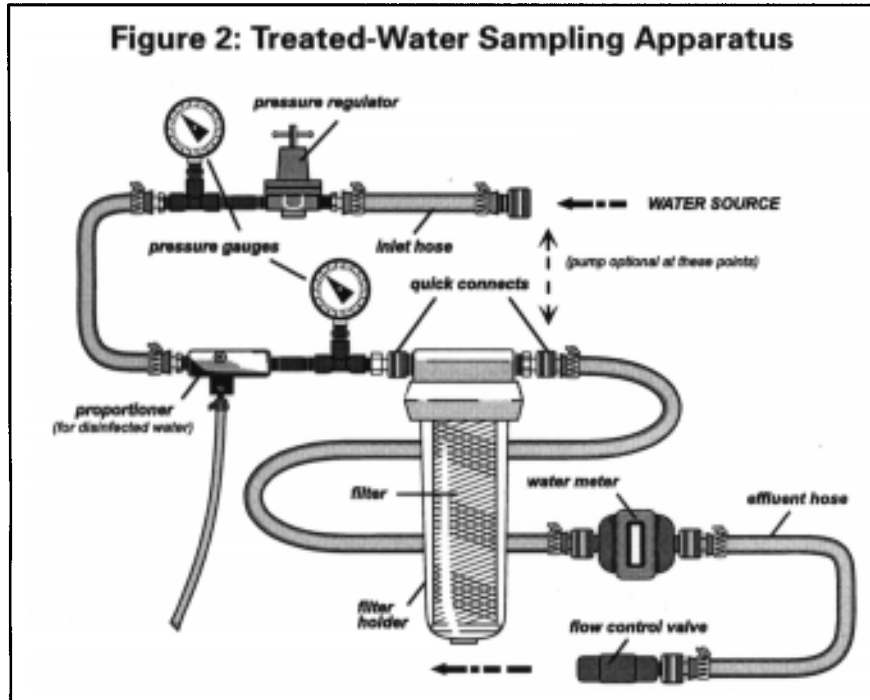 Figure 2: Treated-Water Sampling Apparatus
pressure regulator
WATER SOURCE
pressure gauges
inlet hose
(pump optional at these points)
quick connects
proportioner
(for disinfected water)
filter
water meter
effluent hose
filter
holder
flow control valve